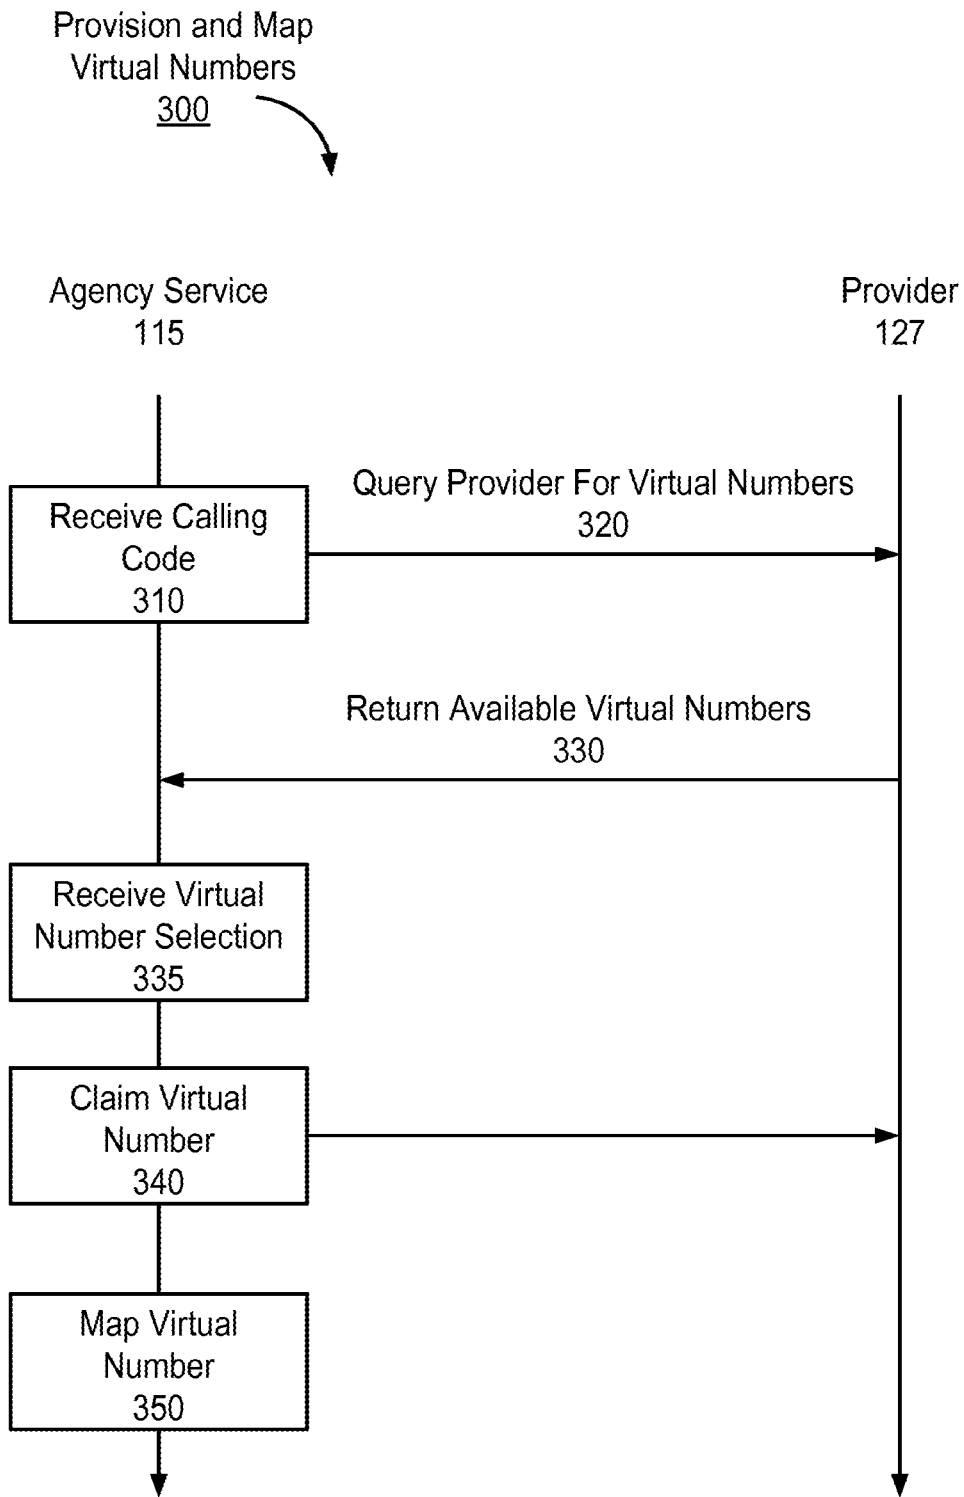 Provision and Map
Virtual Numbers
300
Agency Service
115
Provider
127
Query Provider For Virtual Numbers
320
Receive Calling
Code
310
Return Available Virtual Numbers
330
Receive Virtual
Number Selection
335
Claim Virtual
Number
340
Map Virtual
Number
350